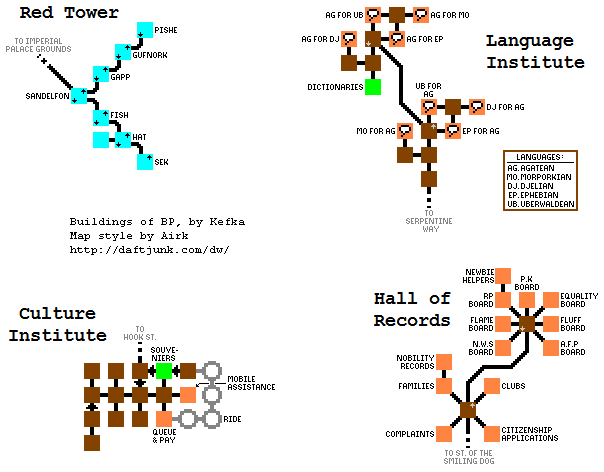 Red Tower
PISHE
TO IMPERIAL
PALACE GROUNDS
GUFNORK
GAPP
SANDELFON
FISH
HAT
SEK
Language
Institute
AG FOR UB
AG FOR MO
AG FOR DJ
AG FOR EP
DICTIONARIES
UB FOR
AG
DJ FOR AG
MO FOR AG
EP FOR AG
LANGUAGES:
AG.AGATEAN
MO.MORPORKIAN
DJ.DJELIAN
EP.EPHEBIAN
UB.UBERWALDEAN
TO
SERPENTINE
WAY
Buildings of BP, by Kefka
Map style by Airk
http://daftjunk.com/dw/
Culture
Institute
TO
HOOK ST.
SOUVE-
NIERS
MOBILE
ASSISTANCE
RIDE
QUEUE
& PAY
Hall of
Records
NEWBIE
HELPERS
P.K
BOARD
RP
BOARD
EQUALITY
BOARD
FLAME
BOARD
FLUFF
BOARD
N.W.S
BOARD
A.F.P
BOARD
NOBILITY
RECORDS
FAMILIES
CLUBS
COMPLAINTS
CITIZENSHIP
APPLICATIONS
TO ST. OF THE
SMILING DOG